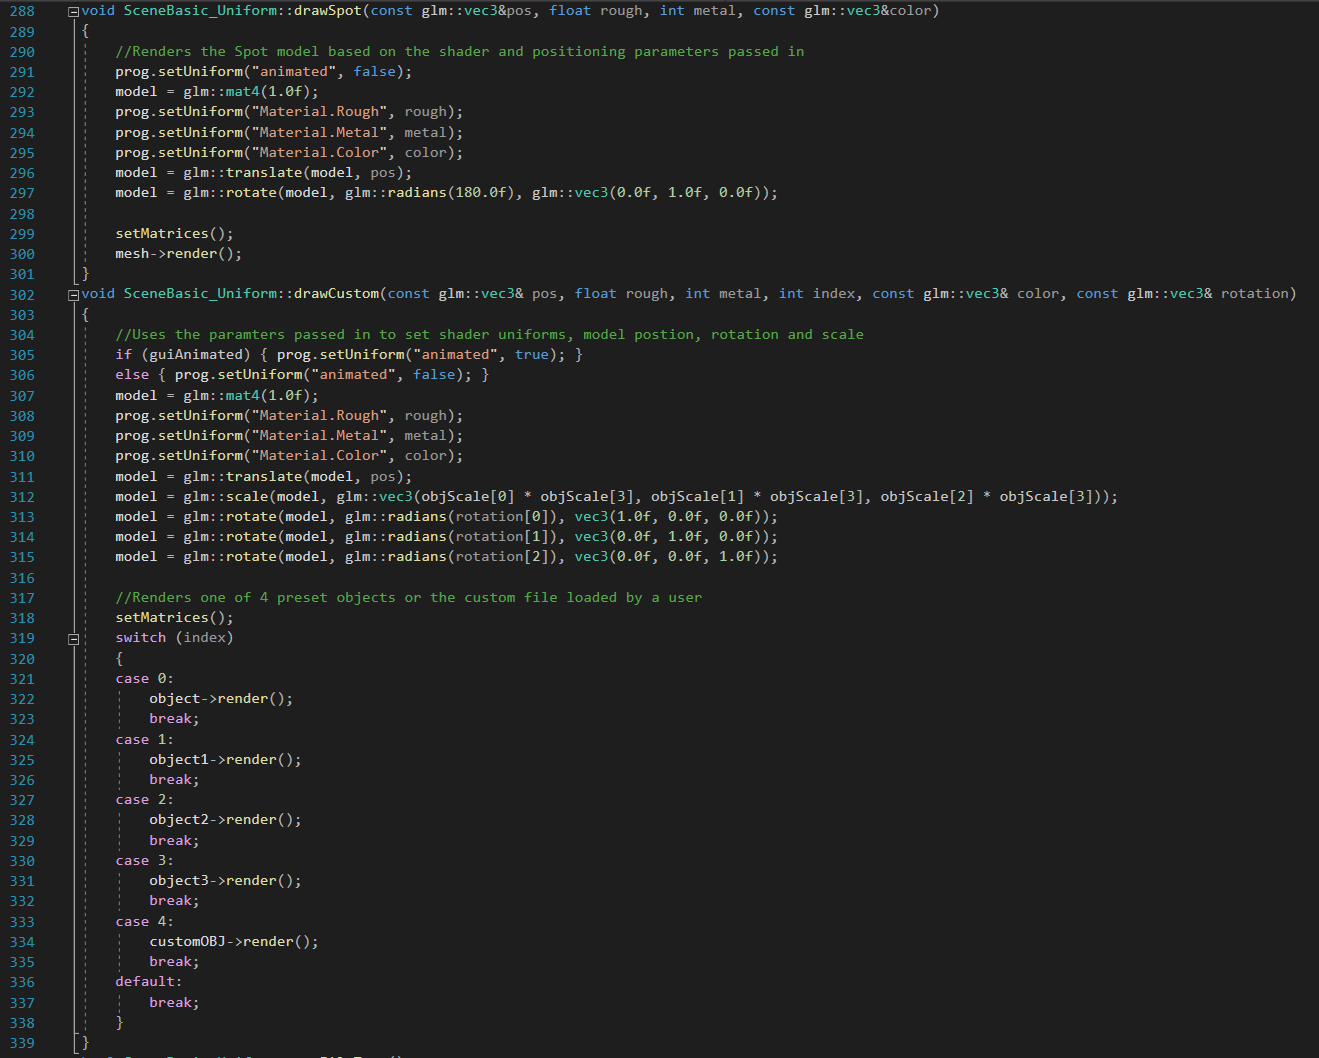 288 void SceneBasic_Uniform::drawSpot(const glm::vec3&pos, float rough, int metal, const glm::vec3&color)
289 {
290     //Renders the Spot model based on the shader and positioning parameters passed in
291     prog.setUniform("animated", false);
292     model = glm::mat4(1.0f);
293     prog.setUniform("Material.Rough", rough);
294     prog.setUniform("Material.Metal", metal);
295     prog.setUniform("Material.Color", color);
296     model = glm::translate(model, pos);
297     model = glm::rotate(model, glm::radians(180.0f), glm::vec3(0.0f, 1.0f, 0.0f));
298
299     setMatrices();
300     mesh->render();
301 }
302 void SceneBasic_Uniform::drawCustom(const glm::vec3& pos, float rough, int metal, int index, const glm::vec3& color, const glm::vec3& rotation)
303 {
304     //Uses the paramters passed in to set shader uniforms, model postion, rotation and scale
305     if (guiAnimated) { prog.setUniform("animated", true); }
306     else { prog.setUniform("animated", false); }
307     model = glm::mat4(1.0f);
308     prog.setUniform("Material.Rough", rough);
309     prog.setUniform("Material.Metal", metal);
310     prog.setUniform("Material.Color", color);
311     model = glm::translate(model, pos);
312     model = glm::scale(model, glm::vec3(objScale[0] * objScale[3], objScale[1] * objScale[3], objScale[2] * objScale[3]));
313     model = glm::rotate(model, glm::radians(rotation[0]), vec3(1.0f, 0.0f, 0.0f));
314     model = glm::rotate(model, glm::radians(rotation[1]), vec3(0.0f, 1.0f, 0.0f));
315     model = glm::rotate(model, glm::radians(rotation[2]), vec3(0.0f, 0.0f, 1.0f));
316
317     //Renders one of 4 preset objects or the custom file loaded by a user
318     setMatrices();
319     switch (index)
320     {
321     case 0:
322         object->render();
323         break;
324     case 1:
325         object1->render();
326         break;
327     case 2:
328         object2->render();
329         break;
330     case 3:
331         object3->render();
332         break;
333     case 4:
334         customOBJ->render();
335         break;
336     default:
337         break;
338     }
339 }